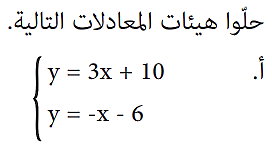 حلّوا هيئات المعادلات التالية.
أ. y = 3x + 10
y = -x - 6